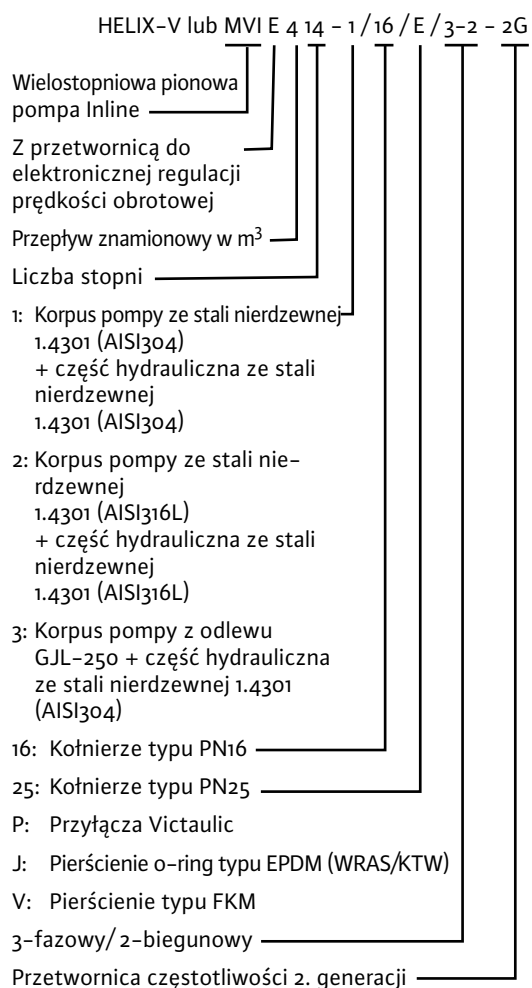 HELIX-V lub MVI E 4 14 - 1 / 16 / E / 3-2 - 2G
Wielostopniowa pionowa
pompa Inline
Z przetwornicą do
elektronicznej regulacji
prędkości obrotowej
Przepływ znamionowy w m³
Liczba stopni
1: Korpus pompy ze stali nierdzewnej
1.4301 (AISI304)
+ część hydrauliczna ze stali
nierdzewnej
1.4301 (AISI304)
2: Korpus pompy ze stali nie-
rdzewnej
1.4301 (AISI316L)
+ część hydrauliczna ze stali
nierdzewnej
1.4301 (AISI316L)
3: Korpus pompy z odlewu
GJL-250 + część hydrauliczna
ze stali nierdzewnej 1.4301
(AISI304)
16: Kołnierze typu PN16
25: Kołnierze typu PN25
P: Przyłącza Victaulic
J: Pierścienie o-ring typu EPDM (WRAS/KTW)
V: Pierścienie typu FKM
3-fazowy/ 2-biegunowy
Przetwornica częstotliwości 2. generacji